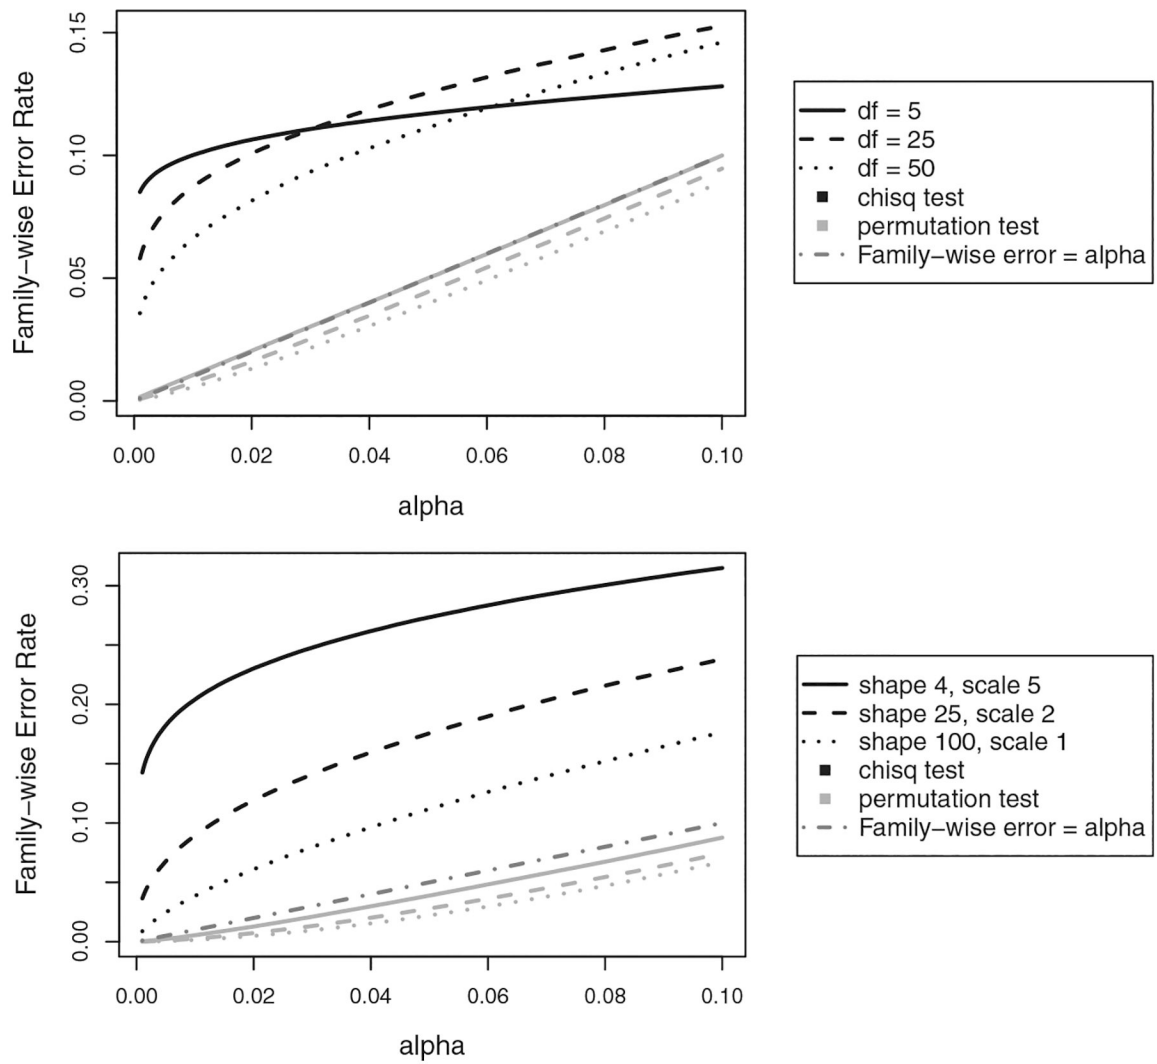 Family−wise Error Rate
0.15
0.10
0.05
0.00
0.00 0.02 0.04 0.06 0.08 0.10
alpha
df = 5
df = 25
df = 50
chisq test
permutation test
Family−wise error = alpha
Family−wise Error Rate
0.30
0.20
0.10
0.00
0.00 0.02 0.04 0.06 0.08 0.10
alpha
shape 4, scale 5
shape 25, scale 2
shape 100, scale 1
chisq test
permutation test
Family−wise error = alpha